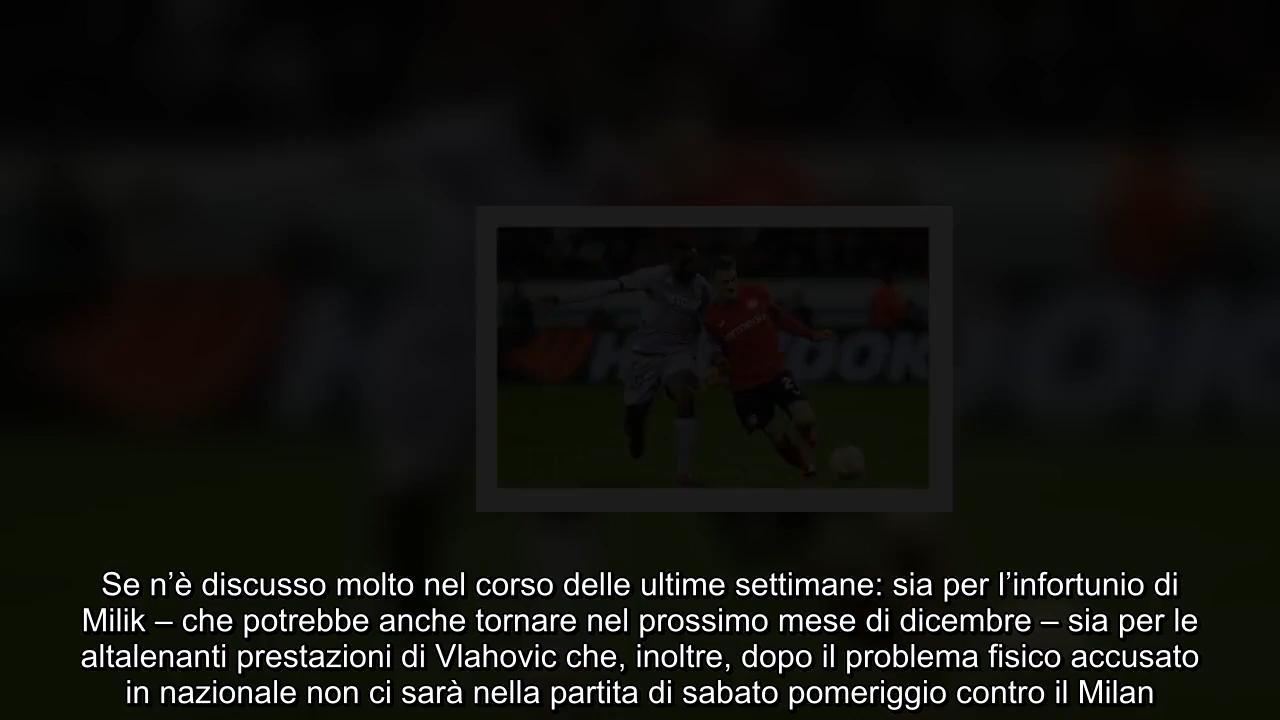 Se n’è discusso molto nel corso delle ultime settimane: sia per l’infortunio di
Milik – che potrebbe anche tornare nel prossimo mese di dicembre – sia per le
altalenanti prestazioni di Vlahovic che, inoltre, dopo il problema fisico accusato
in nazionale non ci sarà nella partita di sabato pomeriggio contro il Milan